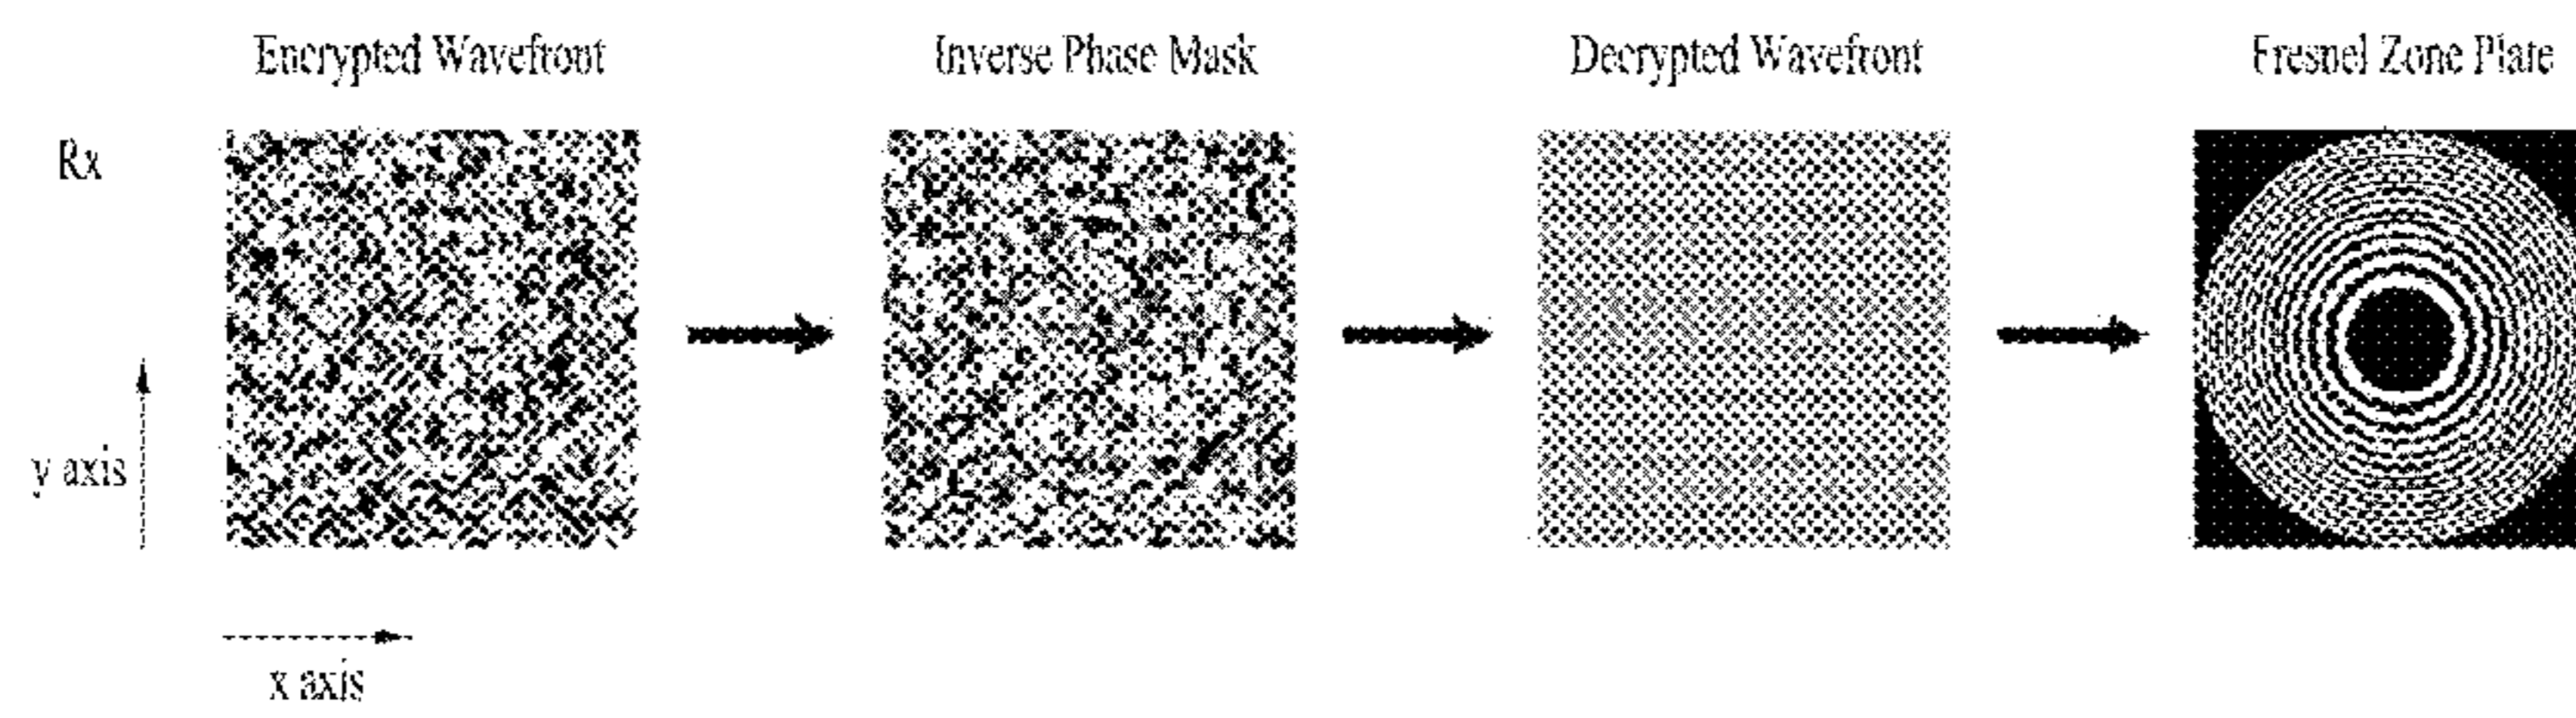 Encrypted Wavefront
Inverse Phase Mask
Decrypted Wavefront
Fresnel Zone Plate
Rx
y axis
x axis